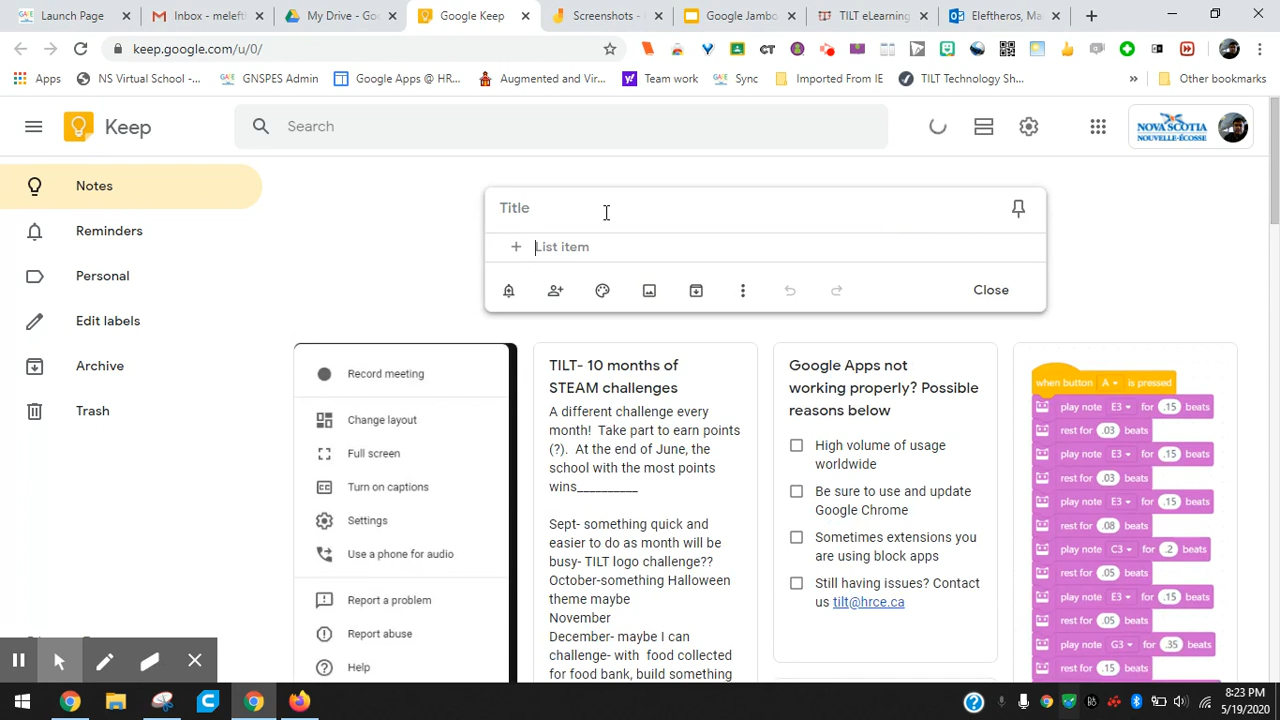 Launch Page
Inbox - meleftl
My Drive - Goo
Google Keep
Screenshots -
Google Jambo
TILT eLearning
Eleftheros, Ma
keep.google.com/u/0/
Apps
NS Virtual School -...
GNSPES Admin
Google Apps @ HR...
Augmented and Vir...
Team work
Sync
Imported From IE
TILT Technology Sh...
Other bookmarks
Keep
Search
NOVA SCOTIA
NOUVELLE-ÉCOSSE
Notes
Reminders
Personal
Edit labels
Archive
Trash
Title
+ List item
Close
Record meeting
Change layout
Full screen
Turn on captions
Settings
Use a phone for audio
Report a problem
Report abuse
Help
TILT- 10 months of
STEAM challenges
A different challenge every
month! Take part to earn points
(?). At the end of June, the
school with the most points
wins__________
Sept- something quick and
easier to do as month will be
busy- TILT logo challenge??
October-something Halloween
theme maybe
November
December- maybe I can
challenge- with food collected
for food bank, build something
Google Apps not
working properly? Possible
reasons below
High volume of usage
worldwide
Be sure to use and update
Google Chrome
Sometimes extensions you
are using block apps
Still having issues? Contact
us tilt@hrce.ca
when button A is pressed
play note E3 for .15 beats
rest for .03 beats
play note E3 for .15 beats
rest for .03 beats
play note E3 for .15 beats
rest for .08 beats
play note C3 for .2 beats
rest for .05 beats
play note E3 for .15 beats
rest for .05 beats
play note G3 for .35 beats
rest for .15 beats
8:23 PM
5/19/2020